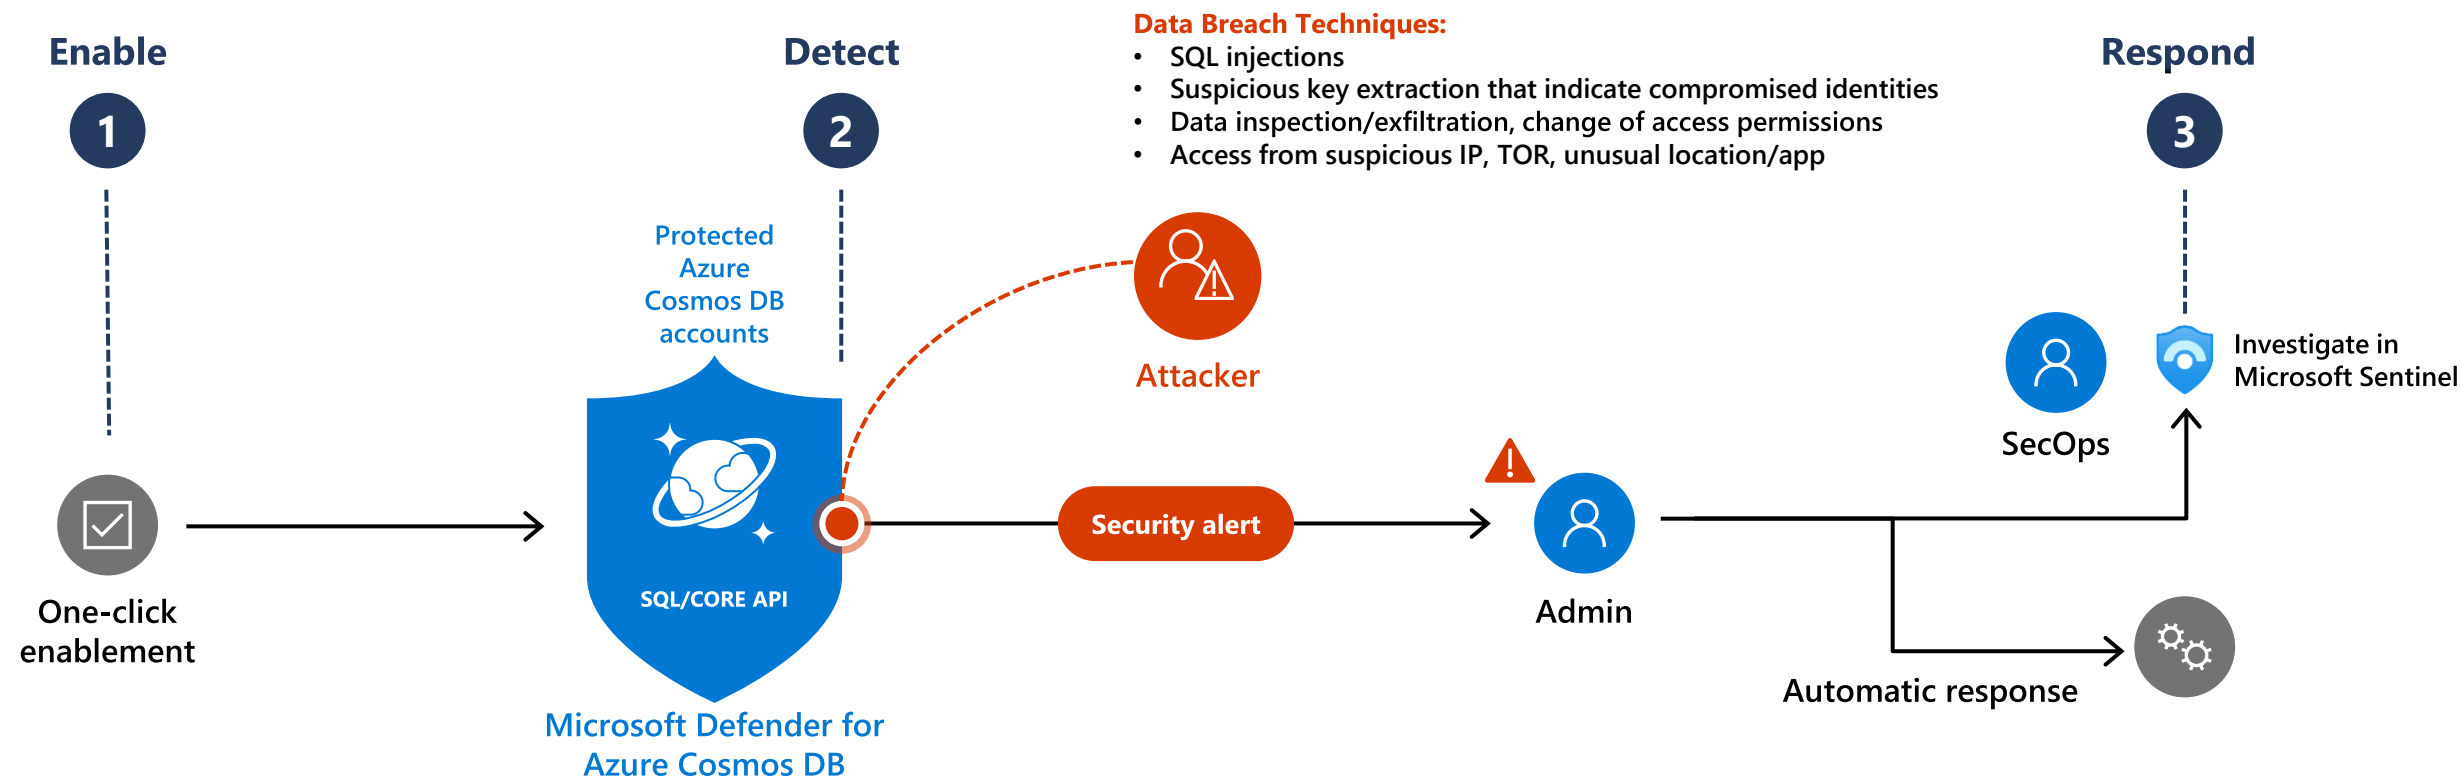 Enable
1
One-click
enablement
Detect
2
Protected
Azure
Cosmos DB
accounts
SQL/CORE API
Microsoft Defender for
Azure Cosmos DB
Data Breach Techniques:
• SQL injections
• Suspicious key extraction that indicate compromised identities
• Data inspection/exfiltration, change of access permissions
• Access from suspicious IP, TOR, unusual location/app
Attacker
Security alert
Admin
Respond
3
SecOps
Investigate in
Microsoft Sentinel
Automatic response